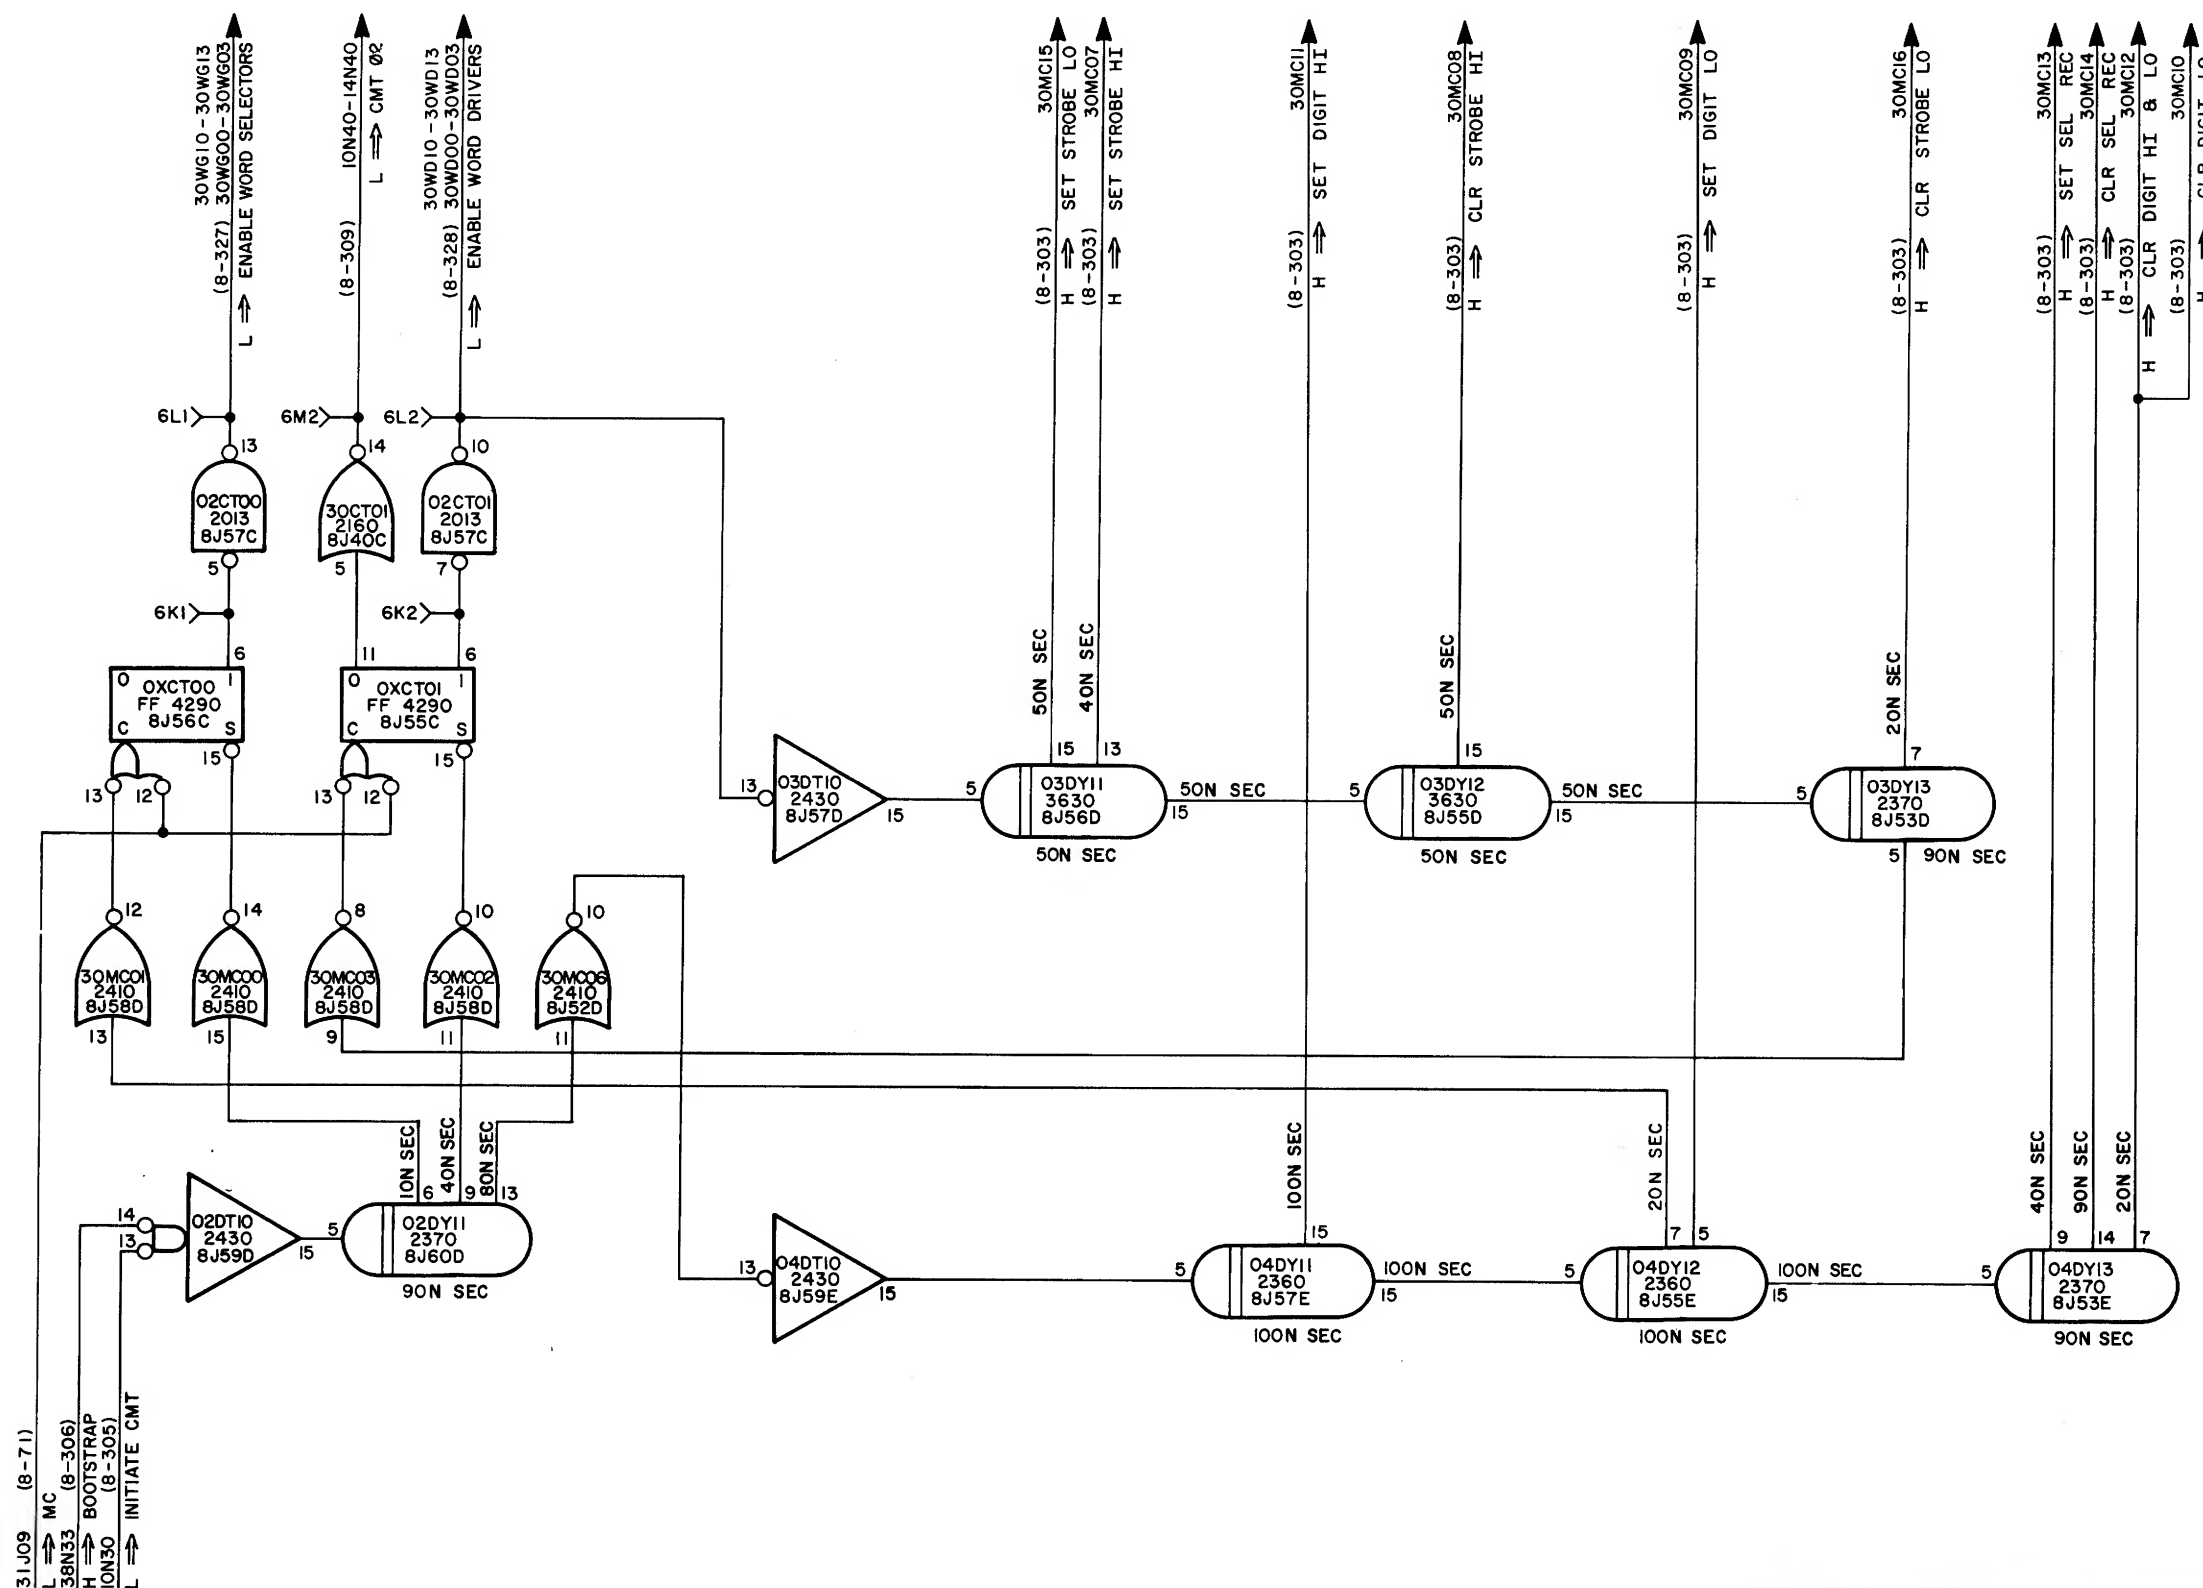 30WG10-30WG13
(8-327) 30WG00-30WG03
L ⇒ ENABLE WORD SELECTORS
10N40-14N40
(8-309)
L ⇒ CMT 02
30WD10-30WD13
(8-328) 30WD00-30WD03
L ⇒ ENABLE WORD DRIVERS
(8-303) 30MC15
H ⇒ SET STROBE LO
(8-303) 30MC07
H ⇒ SET STROBE HI
(8-303) 30MC11
H ⇒ SET DIGIT HI
(8-303) 30MC08
H ⇒ CLR STROBE HI
(8-303) 30MC09
H ⇒ SET DIGIT LO
(8-303) 30MC16
H ⇒ CLR STROBE LO
(8-303) 30MC13
H ⇒ SET SEL REC
(8-303) 30MC14
H ⇒ CLR SEL REC
(8-303) 30MC12
H ⇒ CLR DIGIT HI & LO
(8-303) 30MC10
6L1
6M2
6L2
13
14
10
02CT00
2013
8J57C
30CT01
2160
8J40C
02CT01
2013
8J57C
5
5
7
6K1
6K2
6
11
6
0
1
0XCT00
FF 4290
8J56C
C
S
0
1
0XCT01
FF 4290
8J55C
C
S
15
15
13
12
13
12
50N SEC
40N SEC
50N SEC
20N SEC
15
13
15
7
13
03DT10
2430
8J57D
15
5
03DY11
3630
8J56D
50N SEC
50N SEC
15
5
03DY12
3630
8J55D
50N SEC
50N SEC
15
5
03DY13
2370
8J53D
5
90N SEC
12
14
8
10
10
30MC01
2410
8J58D
30MC00
2410
8J58D
30MC03
2410
8J58D
30MC02
2410
8J58D
30MC06
2410
8J52D
13
15
9
11
11
10N SEC
40N SEC
80N SEC
100N SEC
20N SEC
40N SEC
90N SEC
20N SEC
6
9
13
15
7
5
9
14
7
14
13
02DT10
2430
8J59D
15
5
02DY11
2370
8J60D
90N SEC
13
04DT10
2430
8J59E
15
5
04DY11
2360
8J57E
100N SEC
100N SEC
15
5
04DY12
2360
8J55E
100N SEC
100N SEC
15
5
04DY13
2370
8J53E
90N SEC
31J09 (8-71)
L ⇒ MC
38N33 (8-306)
H ⇒ BOOTSTRAP
10N30 (8-305)
L ⇒ INITIATE CMT